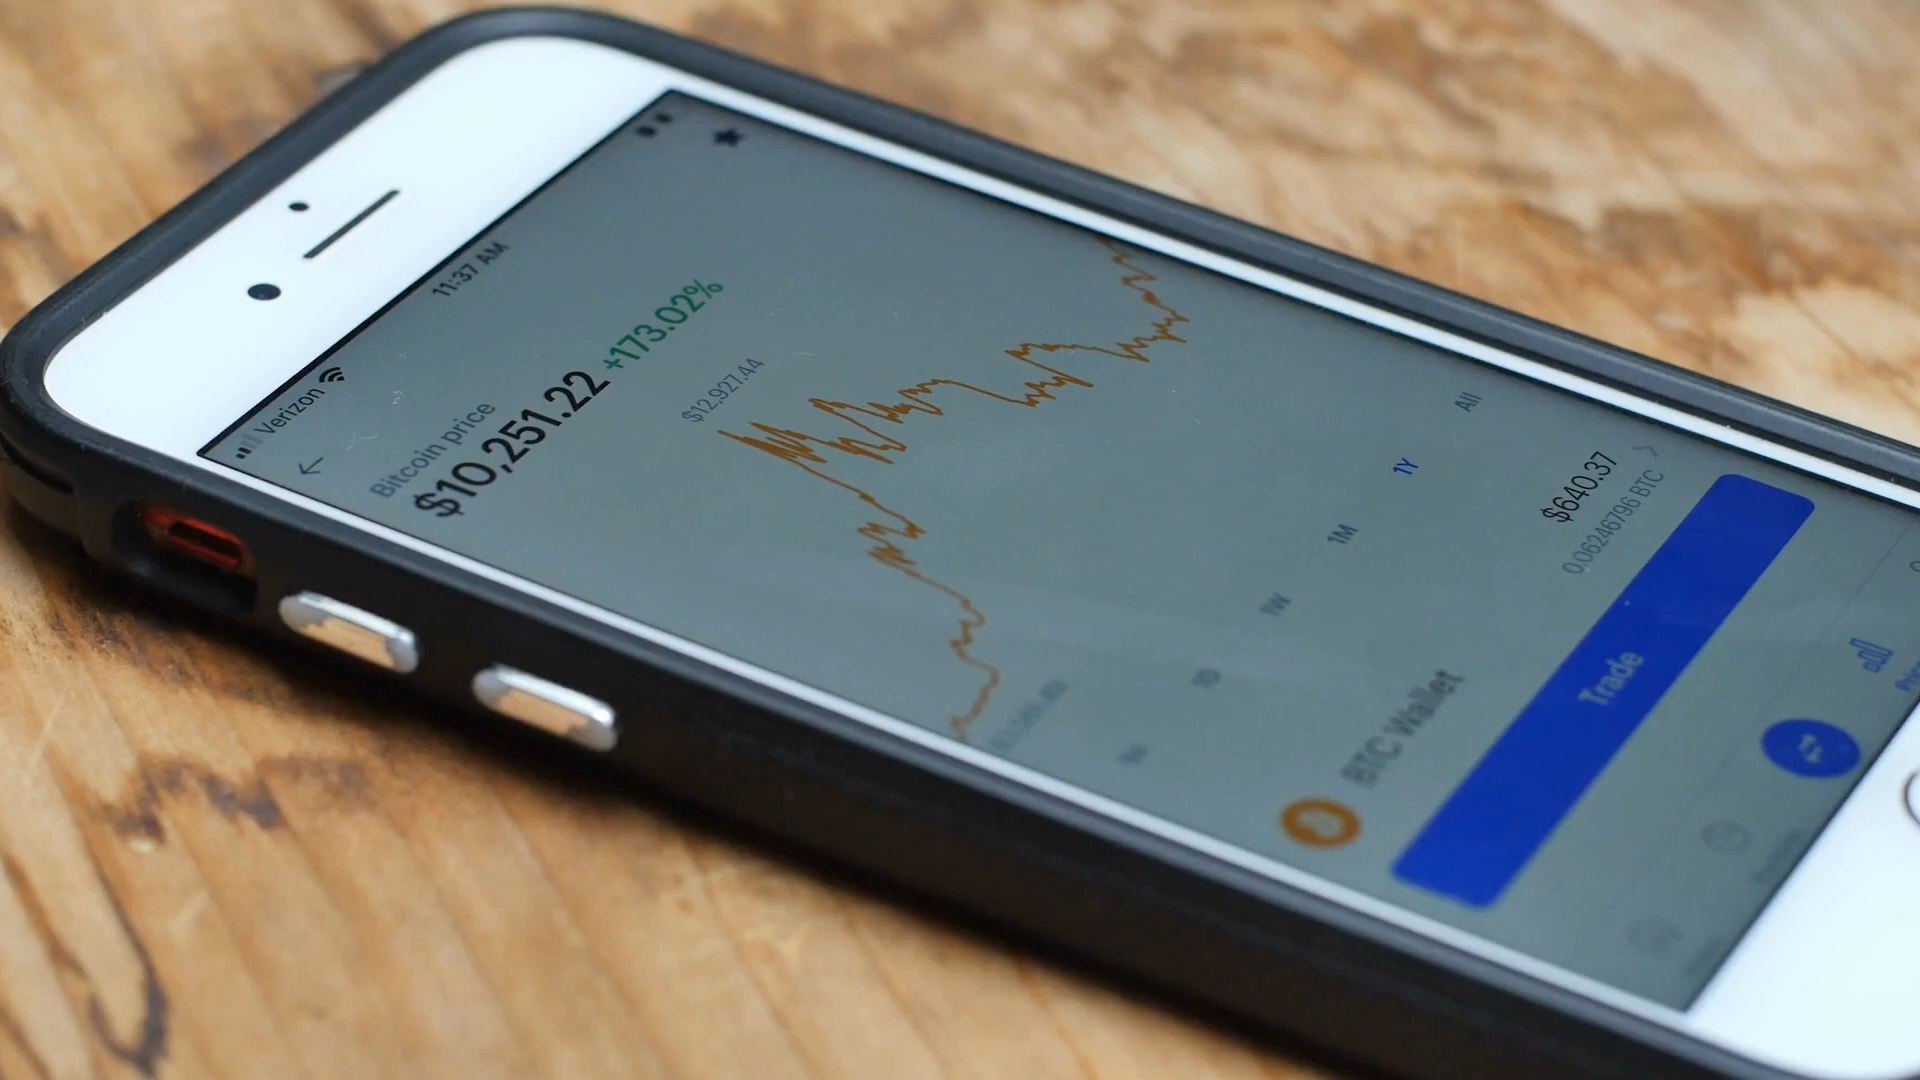 Verizon
11:37 AM
Bitcoin price
$10,251.22 +173.02%
$12,927.44
1W
1M
1Y
All
BTC Wallet
$640.37
0.06246796 BTC
Trade